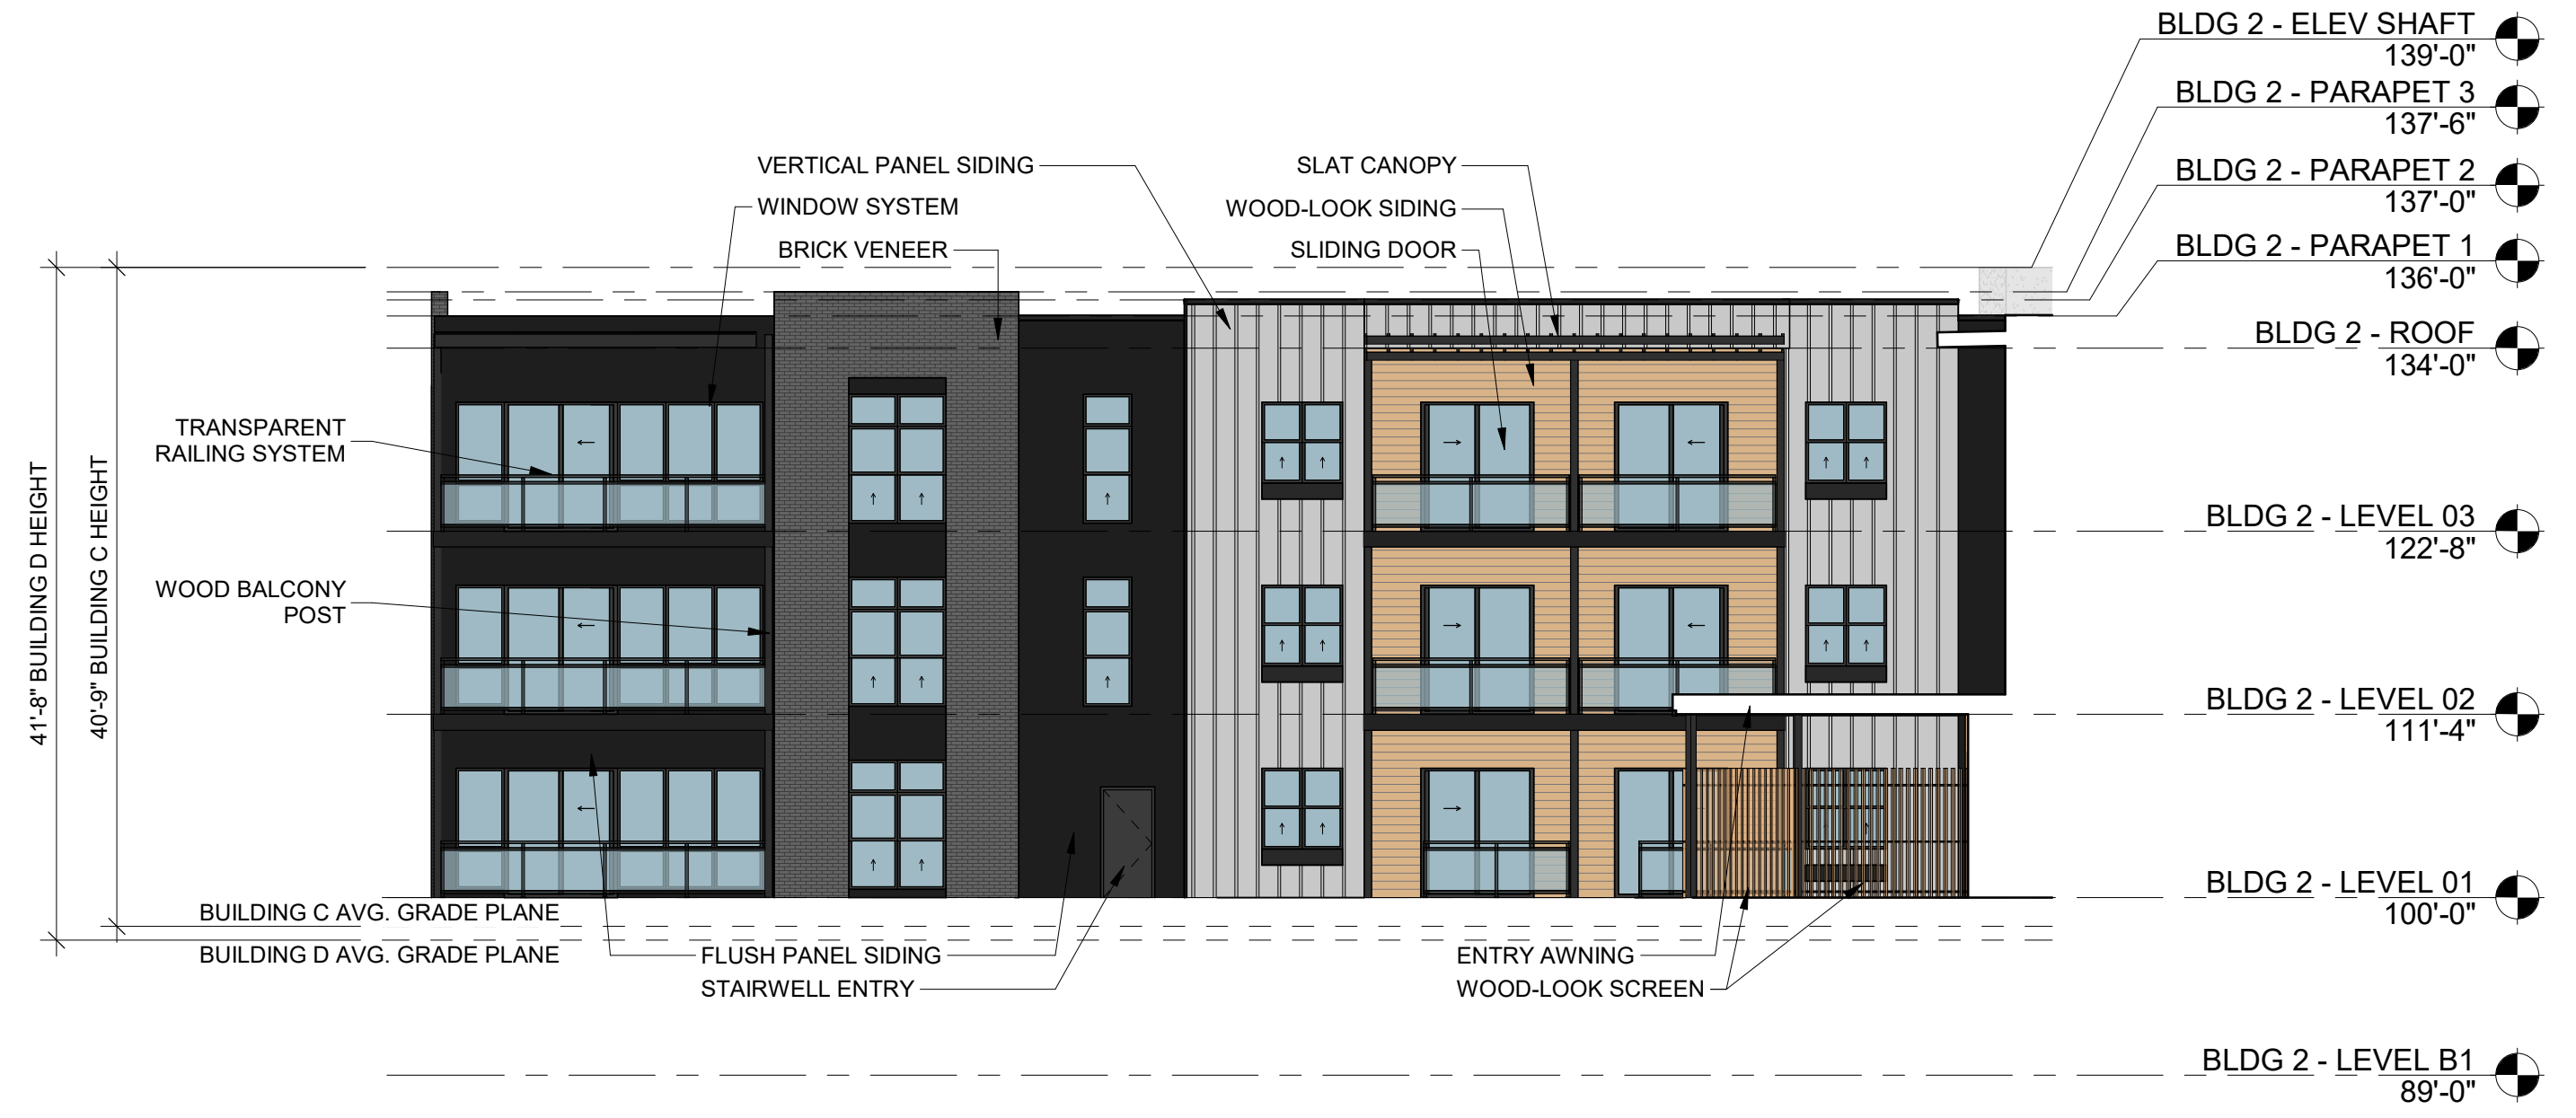 BLDG 2 - ELEV SHAFT
139'-0"
BLDG 2 - PARAPET 3
137'-6"
BLDG 2 - PARAPET 2
137'-0"
BLDG 2 - PARAPET 1
136'-0"
BLDG 2 - ROOF
134'-0"
BLDG 2 - LEVEL 03
122'-8"
BLDG 2 - LEVEL 02
111'-4"
BLDG 2 - LEVEL 01
100'-0"
BLDG 2 - LEVEL B1
89'-0"
VERTICAL PANEL SIDING
WINDOW SYSTEM
BRICK VENEER
SLAT CANOPY
WOOD-LOOK SIDING
SLIDING DOOR
TRANSPARENT
RAILING SYSTEM
WOOD BALCONY
POST
41'-8" BUILDING D HEIGHT
40'-9" BUILDING C HEIGHT
BUILDING C AVG. GRADE PLANE
BUILDING D AVG. GRADE PLANE
FLUSH PANEL SIDING
STAIRWELL ENTRY
ENTRY AWNING
WOOD-LOOK SCREEN